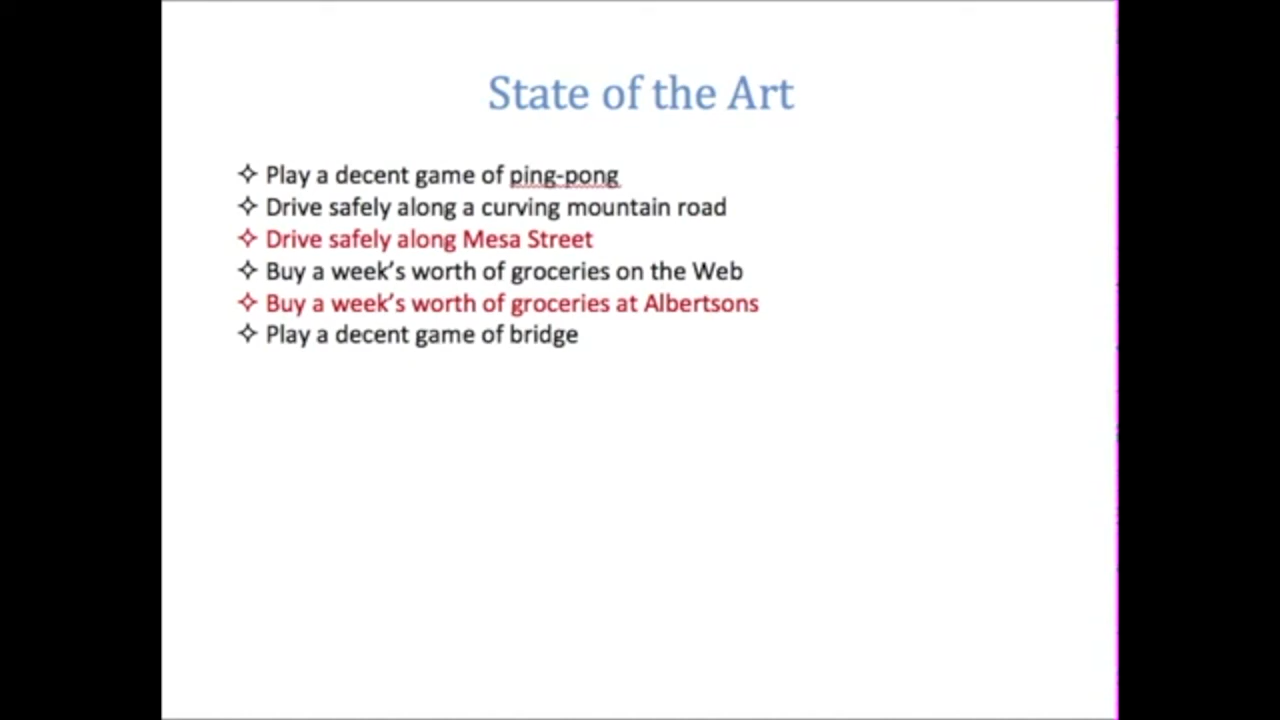 State of the Art
✧ Play a decent game of ping-pong
✧ Drive safely along a curving mountain road
✧ Drive safely along Mesa Street
✧ Buy a week's worth of groceries on the Web
✧ Buy a week's worth of groceries at Albertsons
✧ Play a decent game of bridge